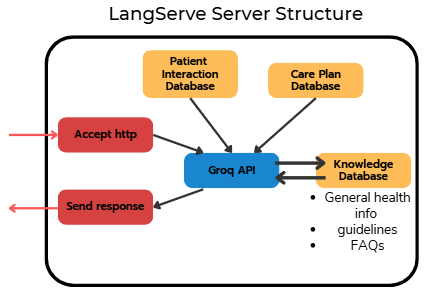 LangServe Server Structure
Patient
Interaction
Database
Care Plan
Database
Accept http
Groq API
Knowledge
Database
Send response
• General health
info
• guidelines
• FAQs